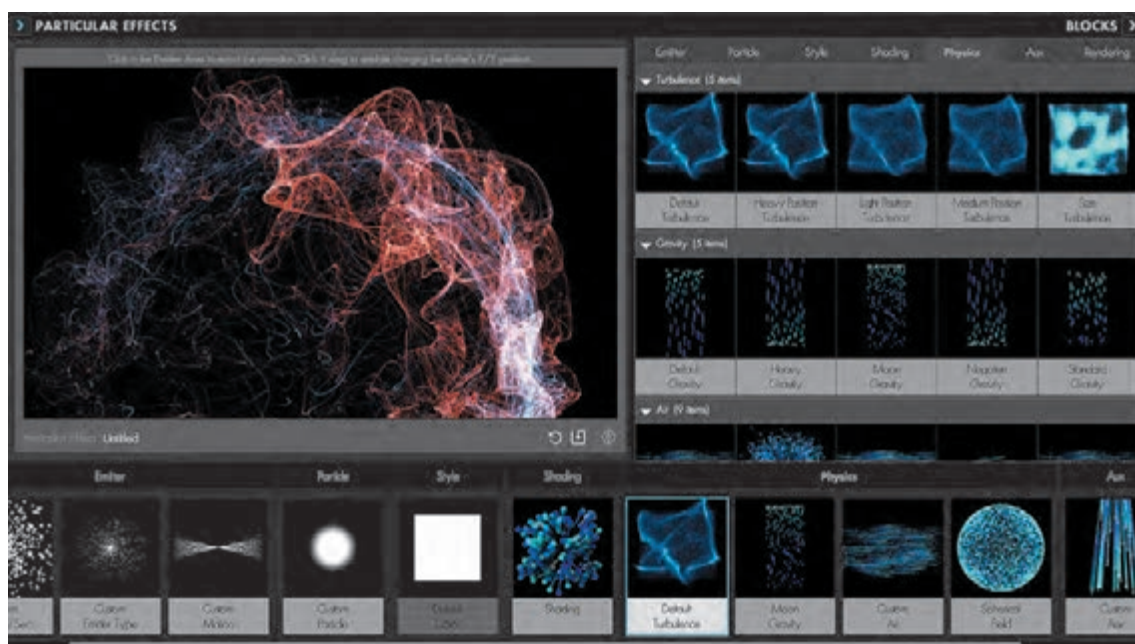 PARTICULAR EFFECTS
BLOCKS
Emitter Particle Style Shading Physics Aux Rendering
Turbulence (5 items)
Default Turbulence
Heavy Position Turbulence
Light Position Turbulence
Medium Position Turbulence
Size Turbulence
Gravity (5 items)
Default Gravity
Heavy Gravity
Moon Gravity
Negative Gravity
Standard Gravity
Air (9 items)
Untitled
Emitter Particle Style Shading Physics Aux
Custom Emitter Type
Custom Motion
Custom Particle
Default
Shading
Default Turbulence
Moon Gravity
Custom Air
Spherical Field
Custom